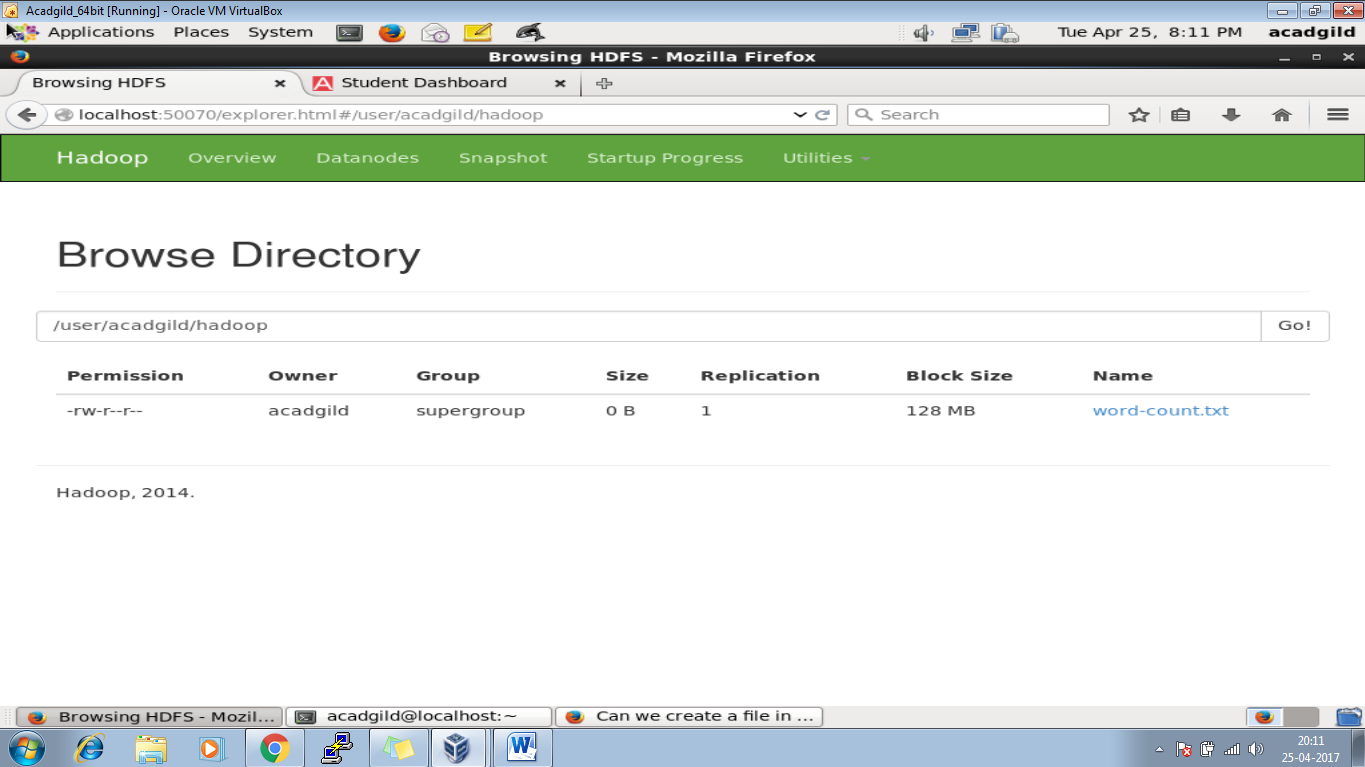 Acadgild_64bit [Running] - Oracle VM VirtualBox
Applications Places System Tue Apr 25, 8:11 PM acadgild
Browsing HDFS - Mozilla Firefox
Browsing HDFS Student Dashboard
localhost:50070/explorer.html#/user/acadgild/hadoop Search
Hadoop Overview Datanodes Snapshot Startup Progress Utilities
Browse Directory
/user/acadgild/hadoop Go!
Permission Owner Group Size Replication Block Size Name
-rw-r--r-- acadgild supergroup 0 B 1 128 MB word-count.txt
Hadoop, 2014.
Browsing HDFS - Mozil... acadgild@localhost:~ Can we create a file in ...
20:11
25-04-2017